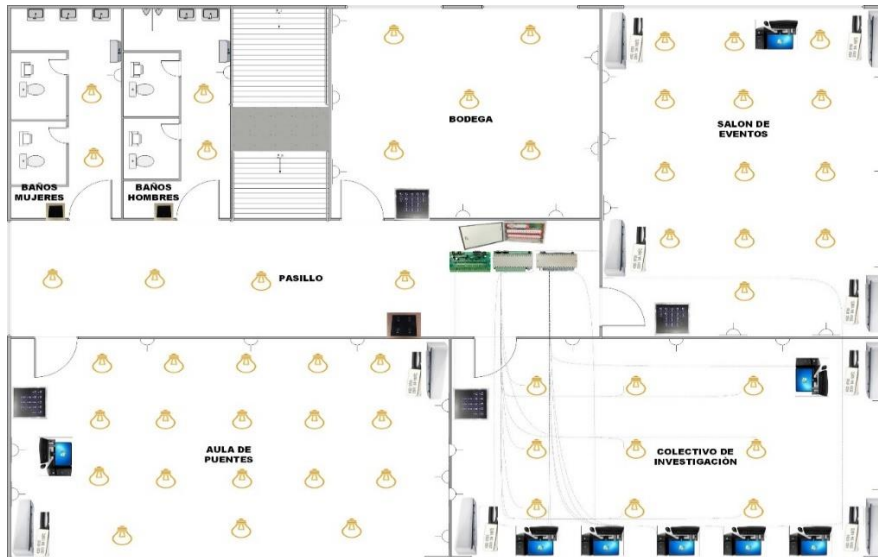 BODEGA
SALON DE
EVENTOS
BAÑOS
MUJERES
BAÑOS
HOMBRES
PASILLO
AULA DE
PUENTES
COLECTIVO DE
INVESTIGACIÓN